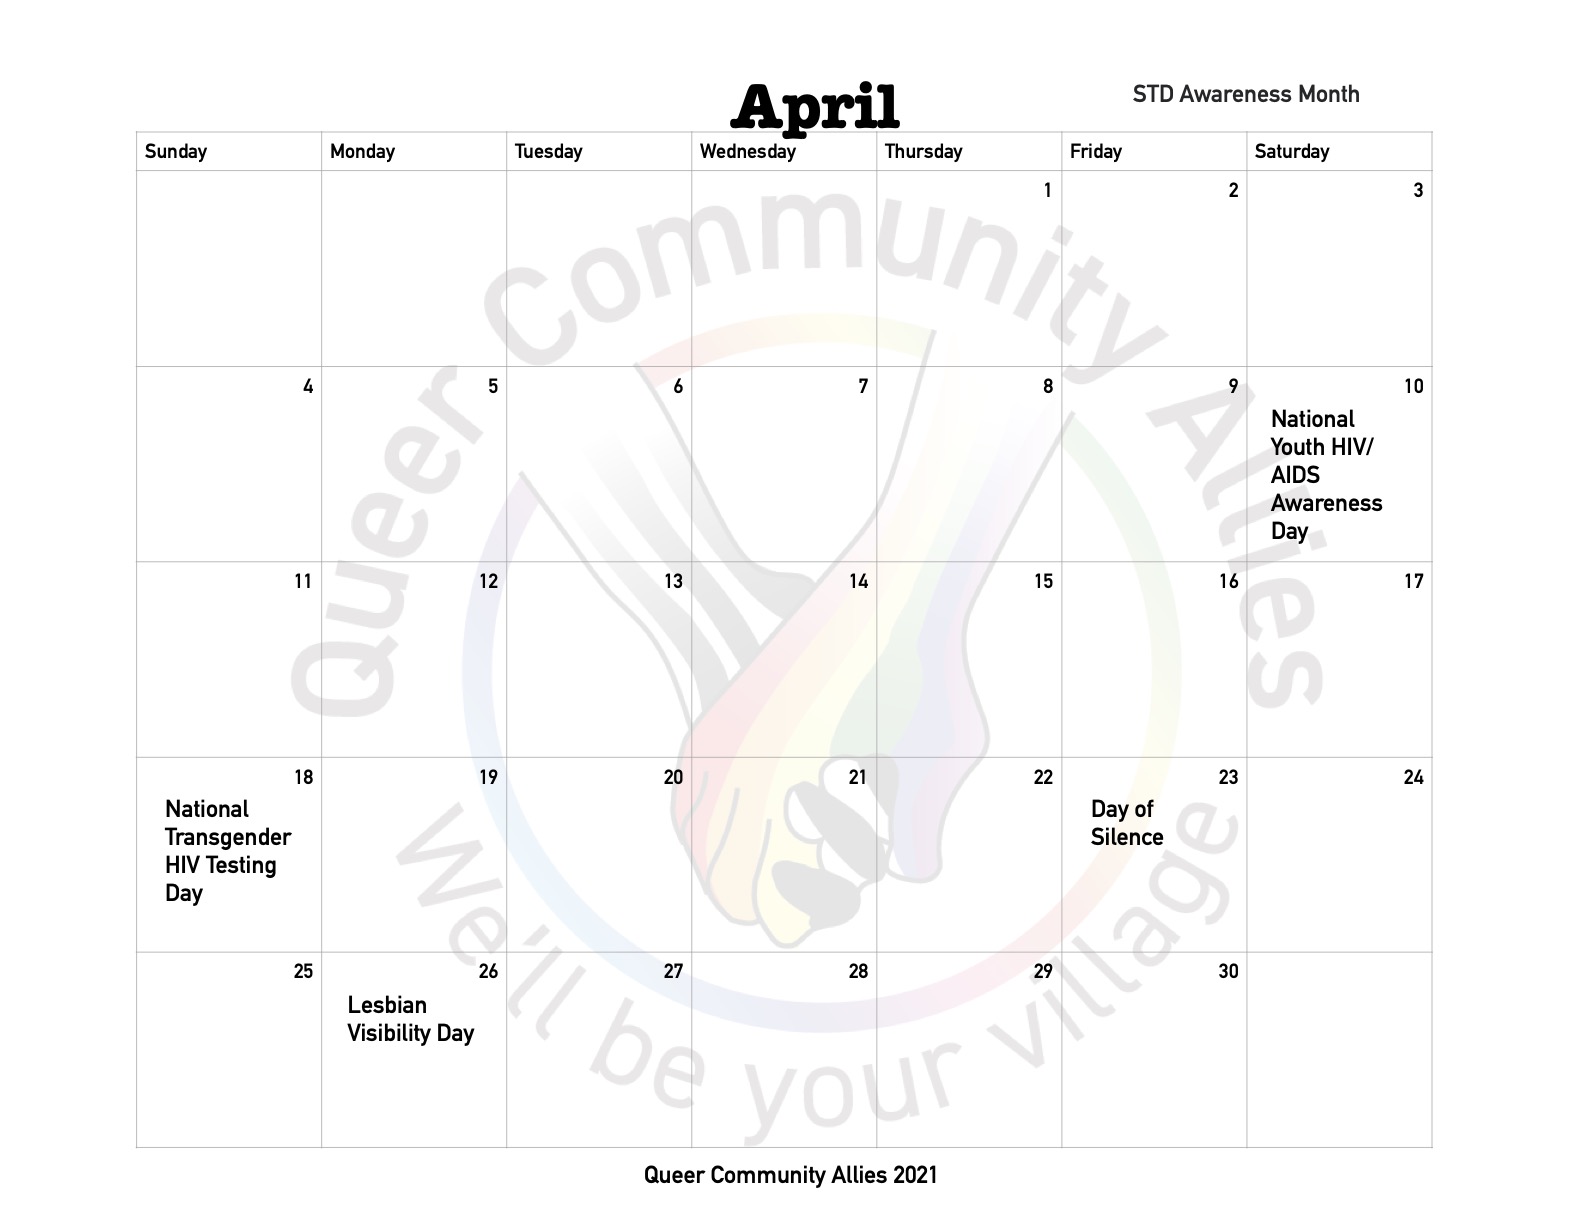 April
STD Awareness Month
Sunday Monday Tuesday Wednesday Thursday Friday Saturday
1 2 3
4 5 6 7 8 9 10
National
Youth HIV/
AIDS
Awareness
Day
11 12 13 14 15 16 17
18 19 20 21 22 23 24
National
Transgender
HIV Testing
Day
Day of
Silence
25 26 27 28 29 30
Lesbian
Visibility Day
Queer Community Allies
We'll be your village
Queer Community Allies 2021